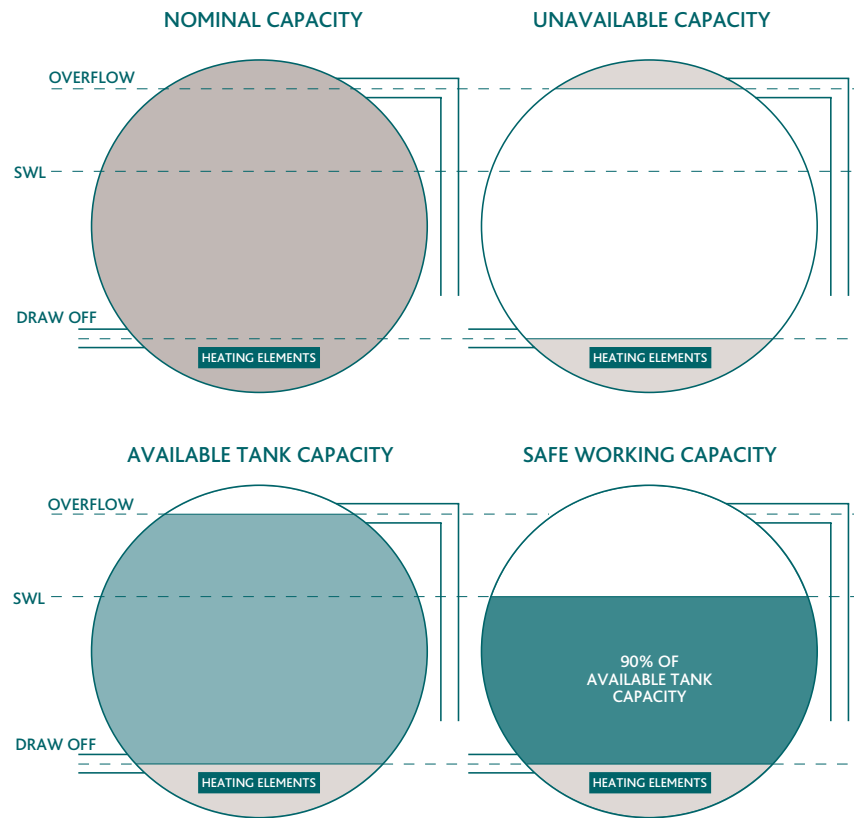 NOMINAL CAPACITY
UNAVAILABLE CAPACITY
OVERFLOW
SWL
DRAW OFF
HEATING ELEMENTS
HEATING ELEMENTS
AVAILABLE TANK CAPACITY
SAFE WORKING CAPACITY
OVERFLOW
SWL
90% OF
AVAILABLE TANK
CAPACITY
DRAW OFF
HEATING ELEMENTS
HEATING ELEMENTS